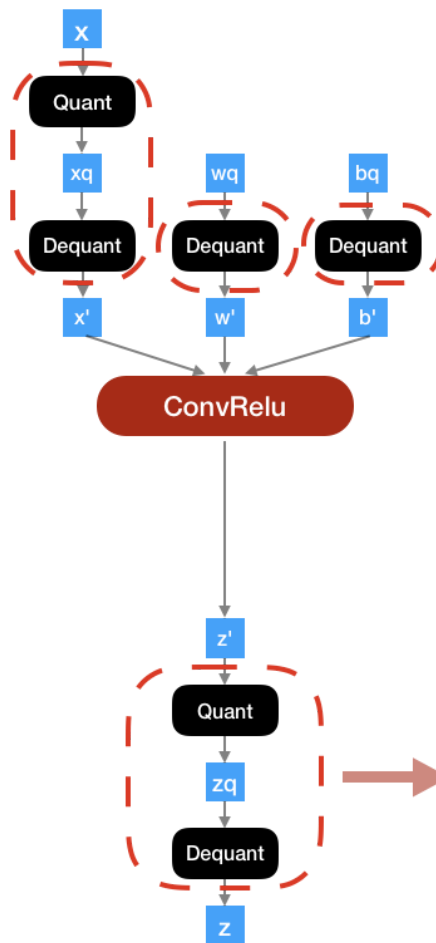 x
Quant
xq wq bq
Dequant Dequant Dequant
x' w' b'
ConvRelu
z'
Quant
zq
Dequant
z